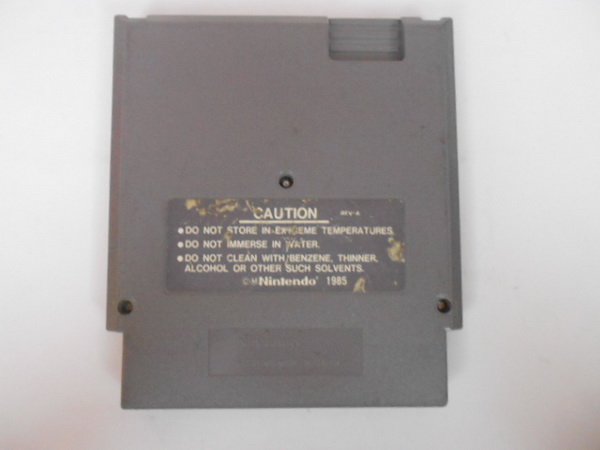 CAUTION
●DO NOT STORE IN EXTREME TEMPERATURES.
●DO NOT IMMERSE IN WATER.
●DO NOT CLEAN WITH BENZENE, THINNER,
ALCOHOL OR OTHER SUCH SOLVENTS.
Nintendo® 1985